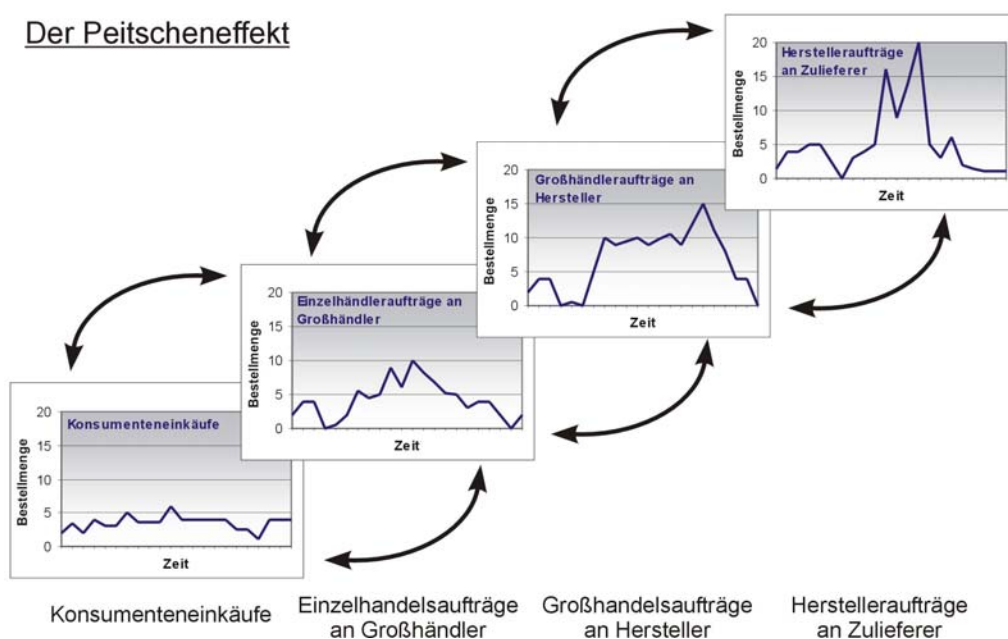 Der Peitscheneffekt
Herstelleraufträge
an Zulieferer
Bestellmenge
20
15
10
5
0
Zeit
Großhändleraufträge an
Hersteller
Bestellmenge
20
15
10
5
0
Zeit
Einzelhändleraufträge an
Großhändler
Bestellmenge
20
15
10
5
0
Zeit
Konsumenteneinkäufe
Bestellmenge
20
15
10
5
0
Zeit
Konsumenteneinkäufe
Einzelhandelsaufträge
an Großhändler
Großhandelsaufträge
an Hersteller
Herstelleraufträge
an Zulieferer